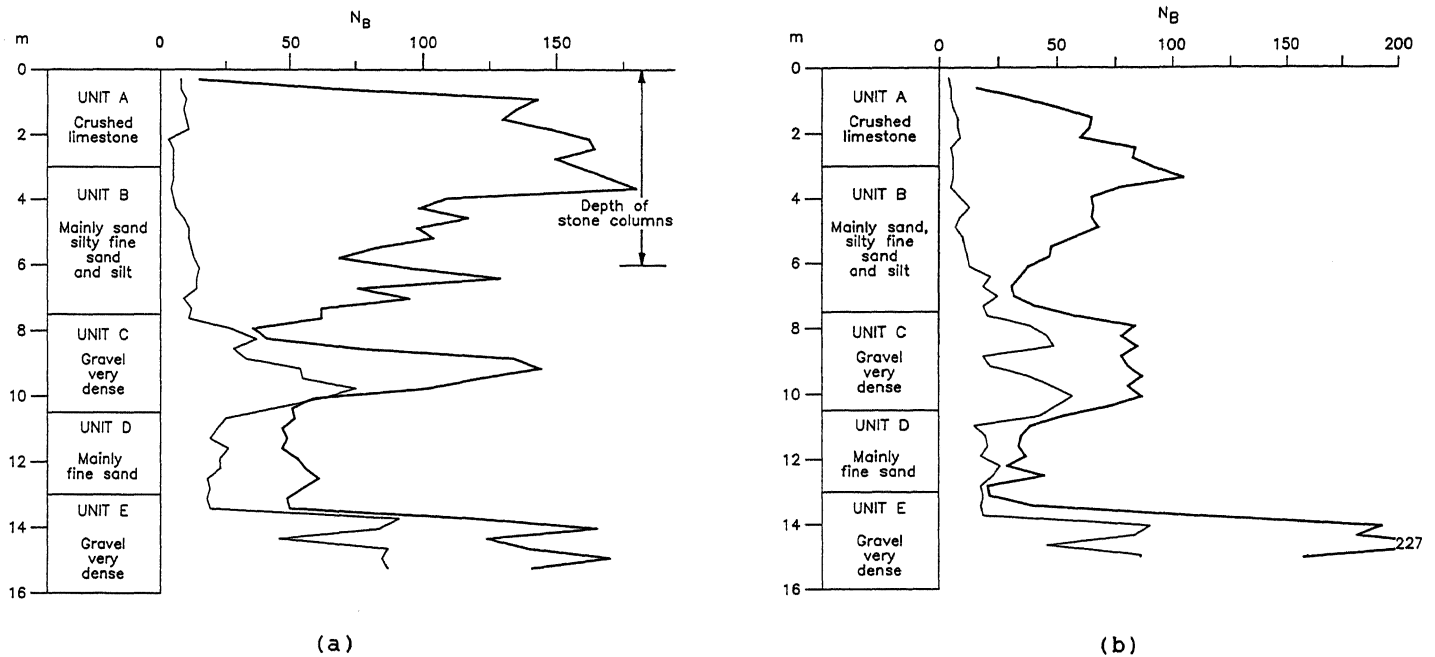 N_B
m
0
50
100
150
0
2
4
6
8
10
12
14
16
UNIT A
Crushed
limestone
UNIT B
Mainly sand
silty fine
sand
and silt
UNIT C
Gravel
very
dense
UNIT D
Mainly
fine sand
UNIT E
Gravel
very
dense
Depth of
stone columns
(a)
N_B
m
0
50
100
150
200
0
2
4
6
8
10
12
14
16
UNIT A
Crushed
limestone
UNIT B
Mainly sand,
silty fine
sand
and silt
UNIT C
Gravel
very
dense
UNIT D
Mainly
fine sand
UNIT E
Gravel
very
dense
227
(b)